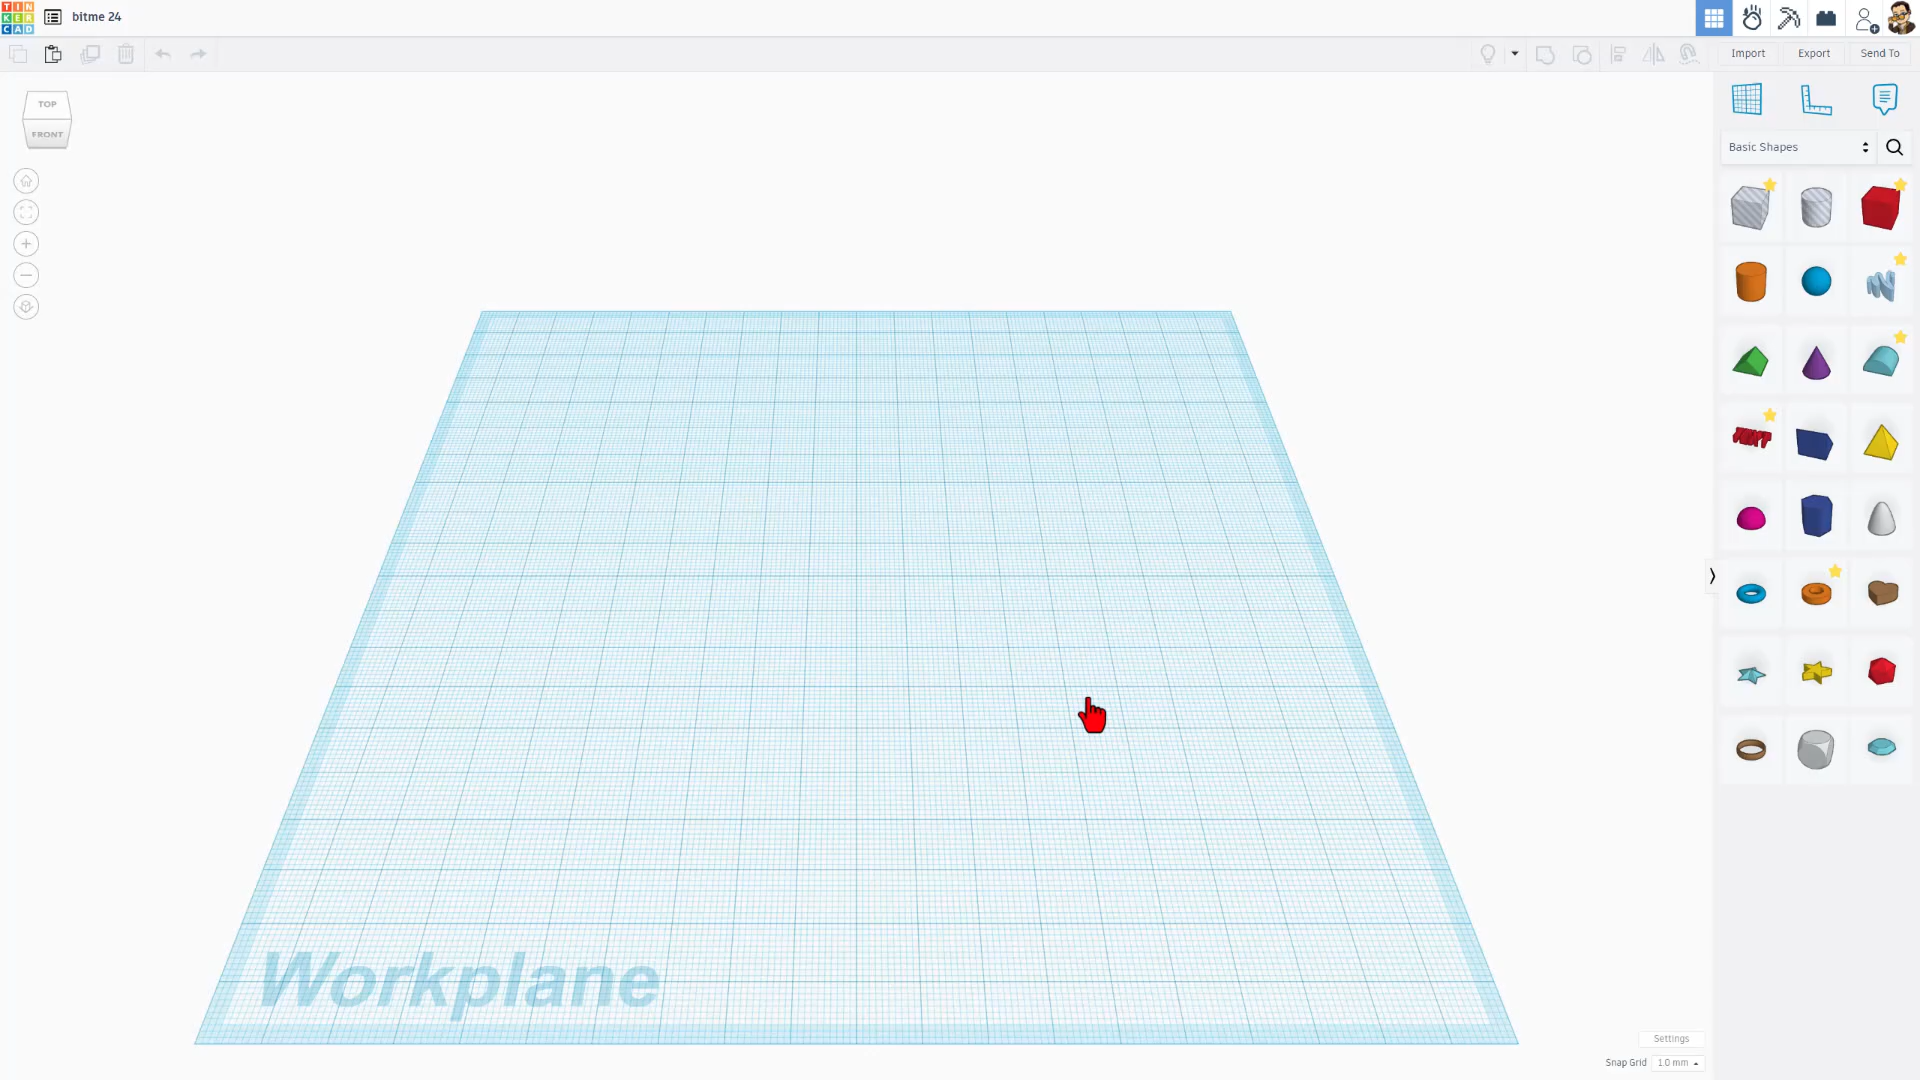 TIN
KER
CAD
bitme 24
Import
Export
Send To
TOP
FRONT
Basic Shapes
Workplane
Settings
Snap Grid 1.0 mm